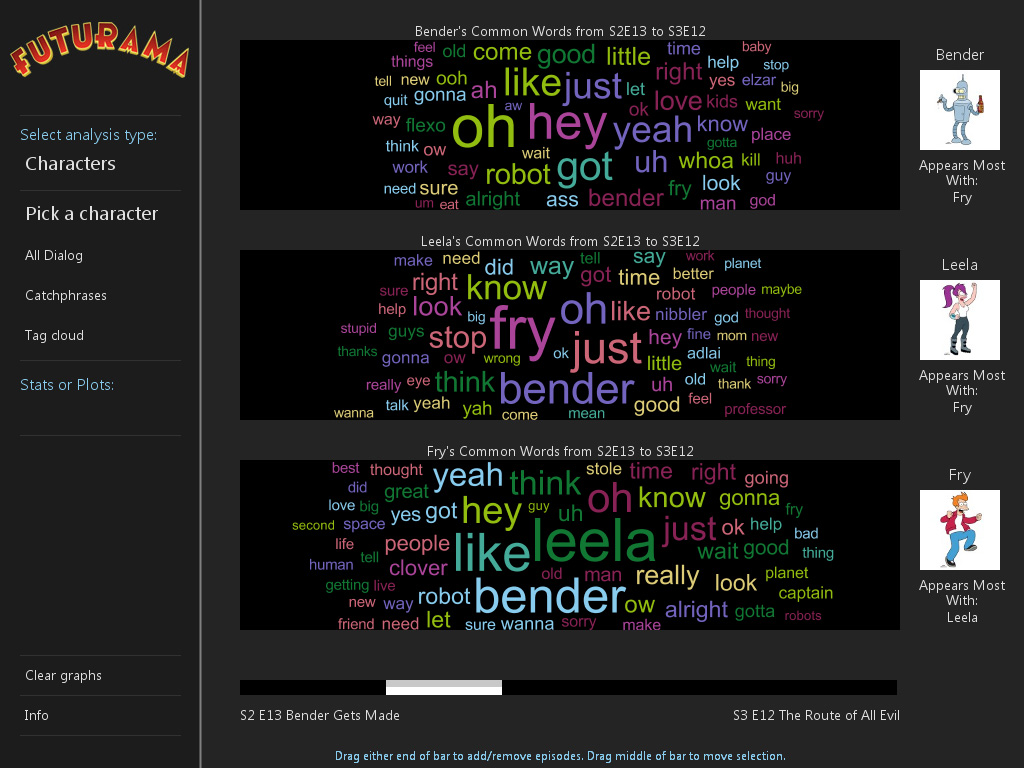 FUTURAMA
Select analysis type:
Characters
Pick a character
All Dialog
Catchphrases
Tag cloud
Stats or Plots:
Clear graphs
Info
Bender's Common Words from S2E13 to S3E12
feel old come good little time baby
things right help stop
tell new ooh like just yes elzar big
quit gonna ah aw let love kids want
way flexo oh hey ok yeah know sorry
think ow wait gotta place
work say robot got uh whoa kill huh
need sure fry look guy
um eat alright ass bender man god
Bender
Appears Most
With:
Fry
Leela's Common Words from S2E13 to S3E12
make need did way tell say work planet
right know got time better
sure look oh like robot people maybe
help big fry nibbler god thought
stupid guys stop just hey fine mom new
thanks gonna ow wrong ok little adlai wait thing
really eye think bender uh old thank sorry
wanna talk yeah yah come mean good feel professor
Leela
Appears Most
With:
Fry
Fry's Common Words from S2E13 to S3E12
best thought yeah think stole time right going
did great oh know gonna
love big yes got hey guy uh fry
second space leela just ok help bad
life people like wait good thing
human tell clover old man really look planet
getting live robot bender captain
new way ow alright gotta robots
friend need let sure wanna sorry make
Fry
Appears Most
With:
Leela
S2 E13 Bender Gets Made
S3 E12 The Route of All Evil
Drag either end of bar to add/remove episodes. Drag middle of bar to move selection.